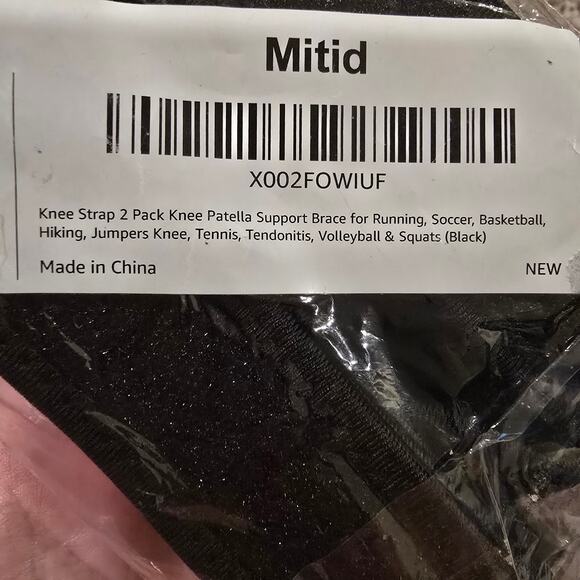 Mitid
X002FOWIUF
Knee Strap 2 Pack Knee Patella Support Brace for Running, Soccer, Basketball,
Hiking, Jumpers Knee, Tennis, Tendonitis, Volleyball & Squats (Black)
Made in China
NEW